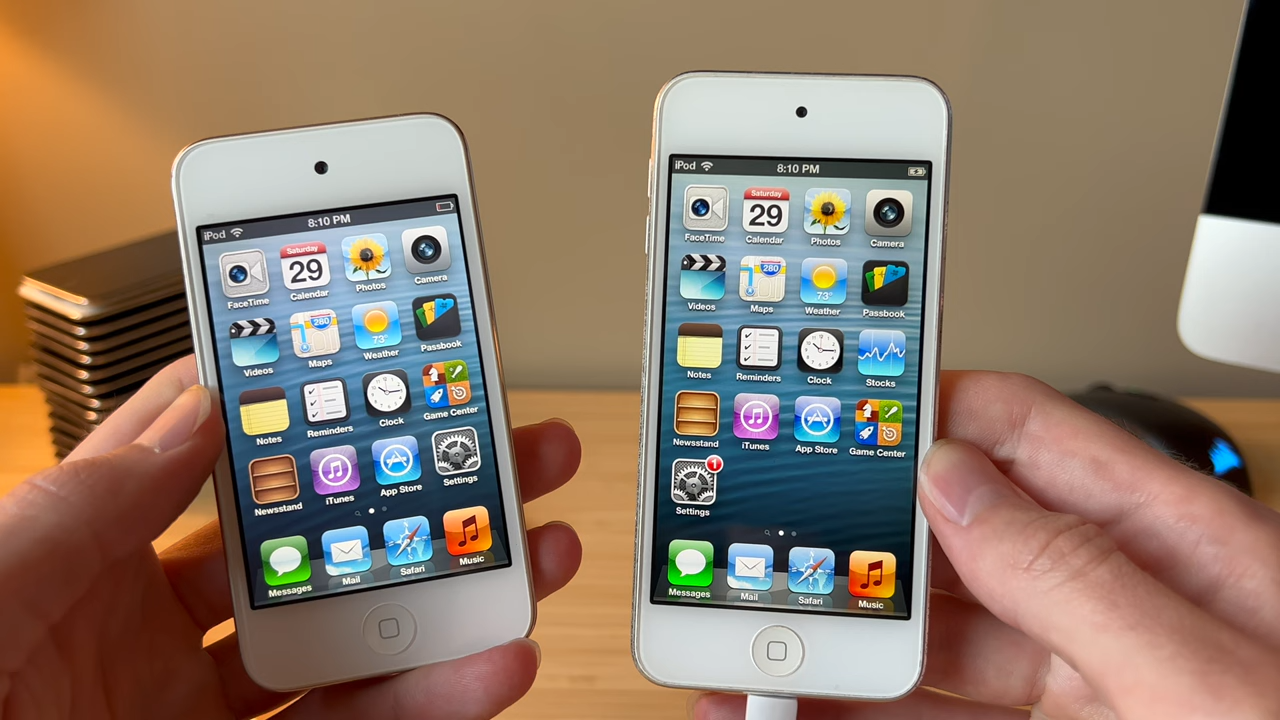 iPod 8:10 PM
Saturday
29
FaceTime Calendar Photos Camera
280
73°
Videos Maps Weather Passbook
Notes Reminders Clock Game Center
Newsstand iTunes App Store Settings
Messages Mail Safari Music
iPod 8:10 PM
Saturday
29
FaceTime Calendar Photos Camera
280
73°
Videos Maps Weather Passbook
Notes Reminders Clock Stocks
Newsstand iTunes App Store Game Center
1
Settings
Messages Mail Safari Music